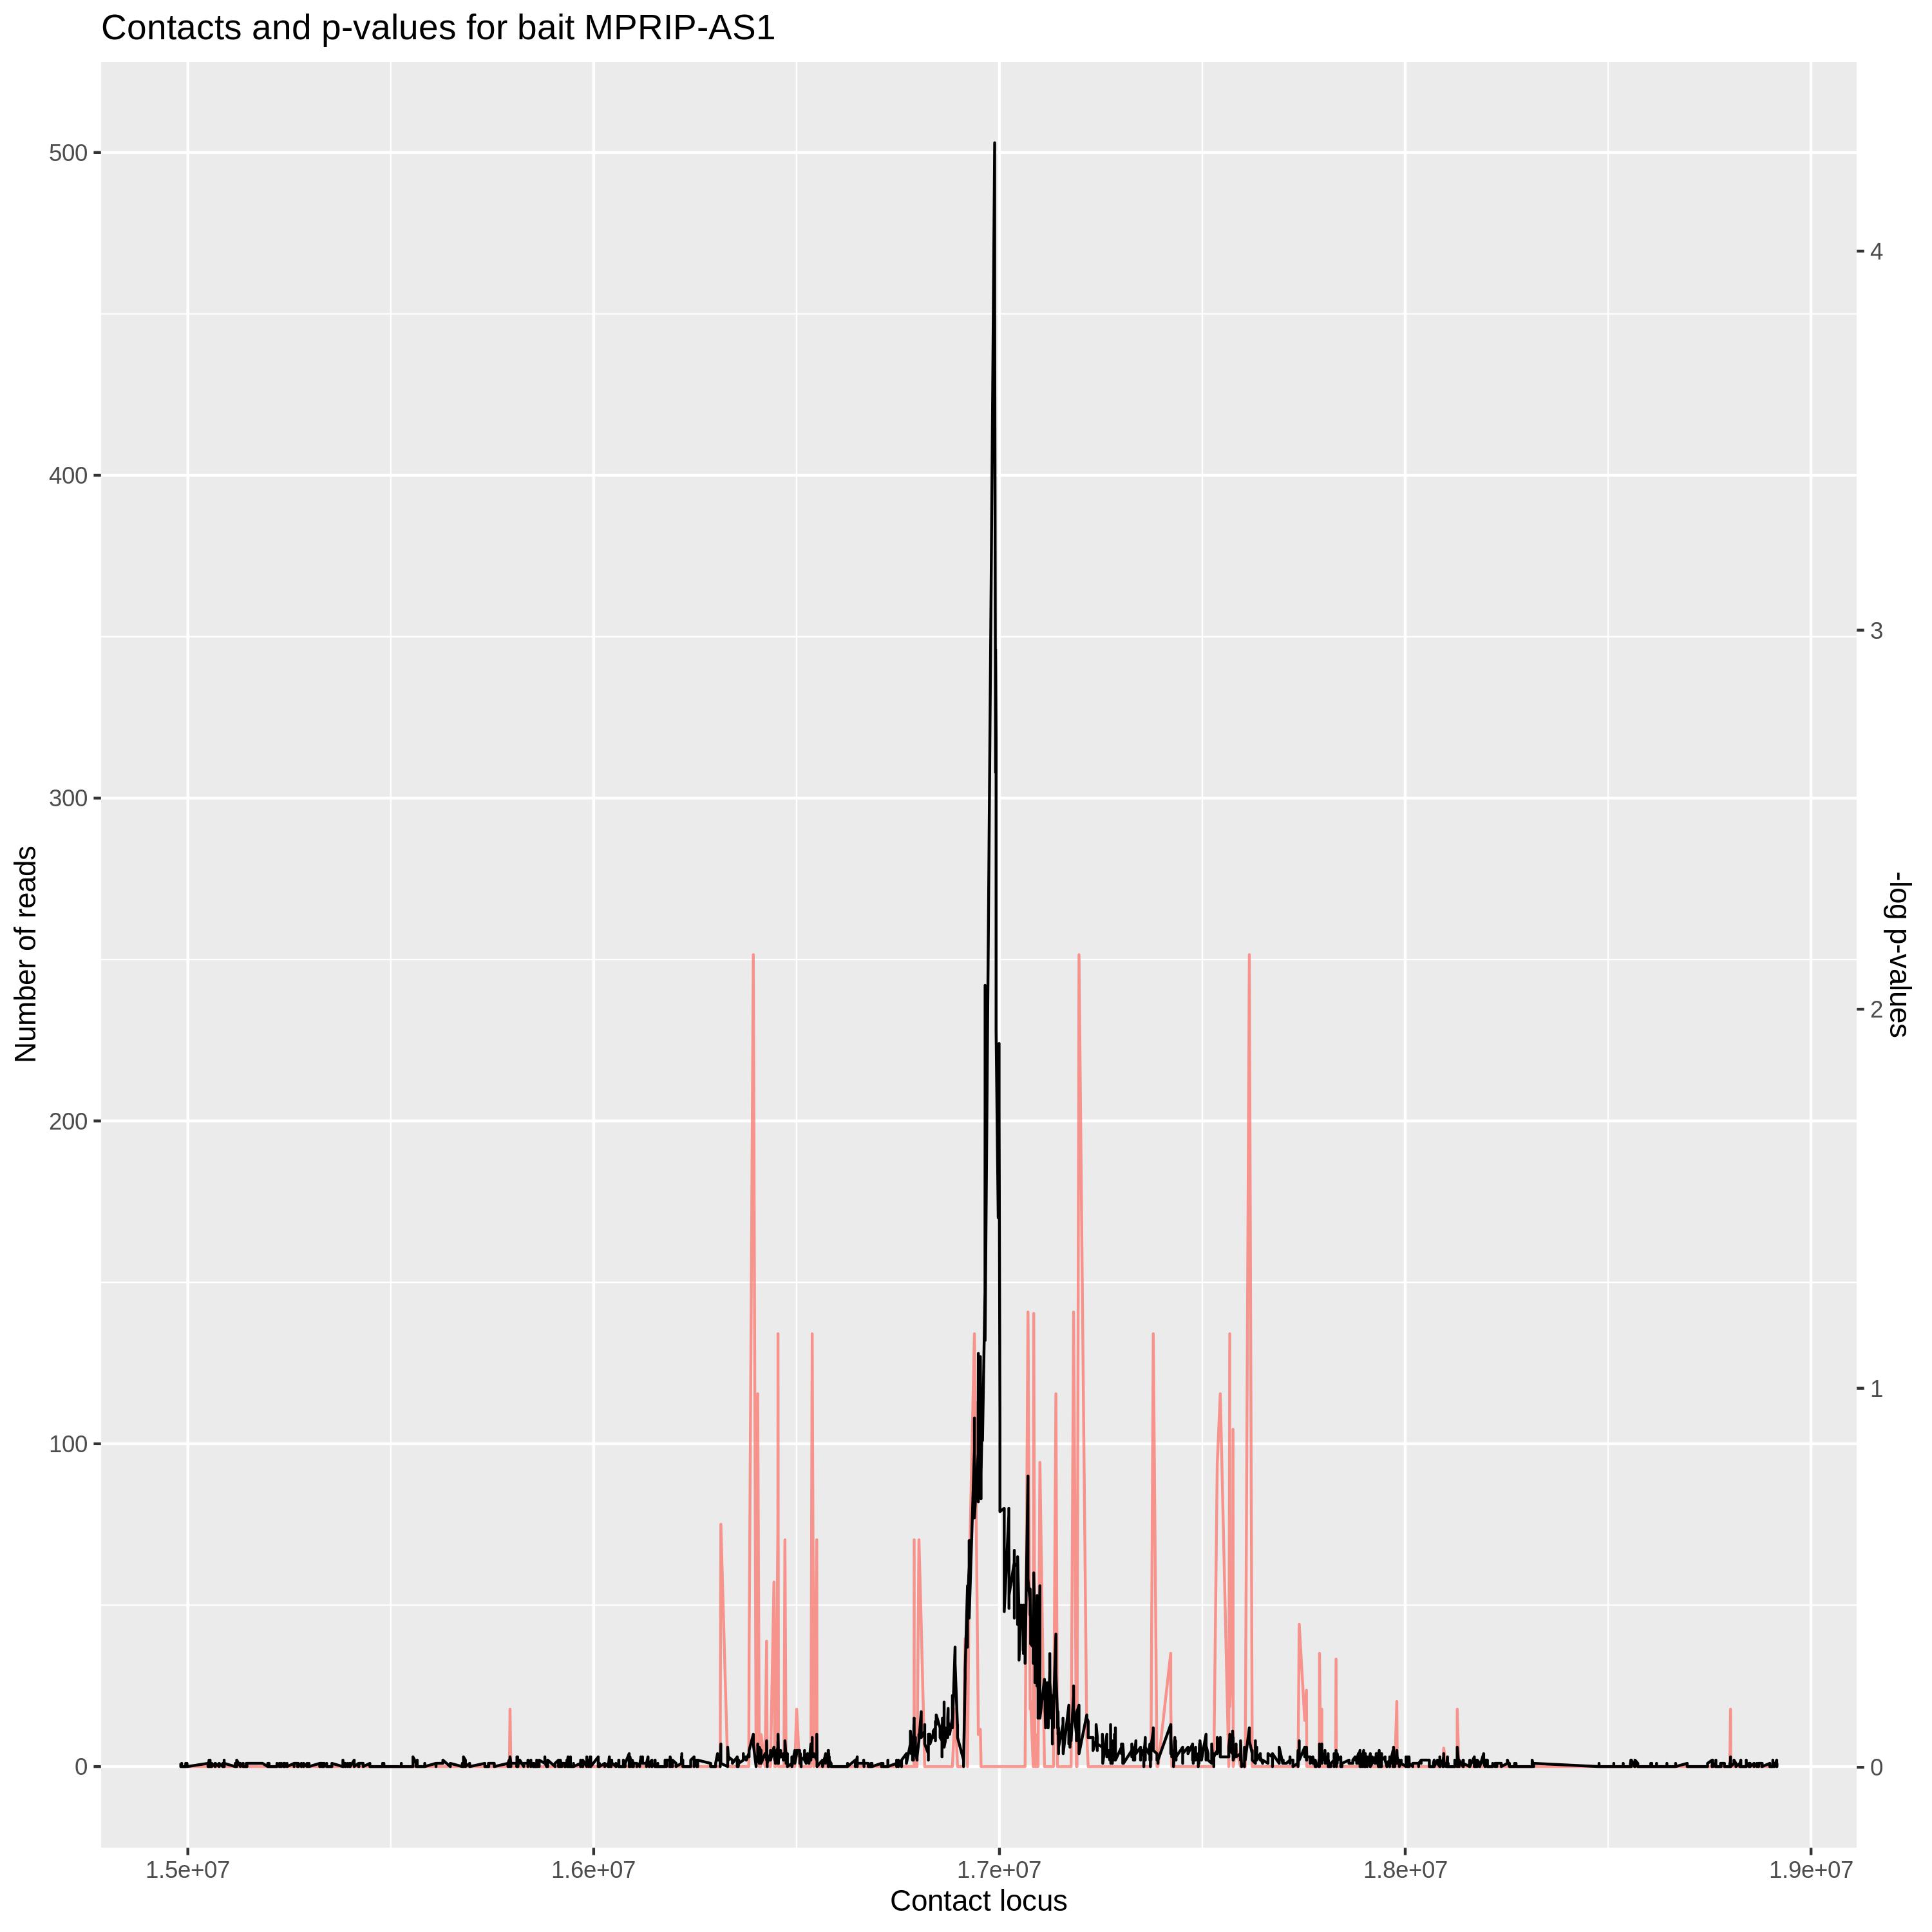 Contacts and p-values for bait MPRIP-AS1
500
400
300
200
100
0
Number of reads
4
3
2
1
0
-log p-values
1.5e+07
1.6e+07
1.7e+07
1.8e+07
1.9e+07
Contact locus